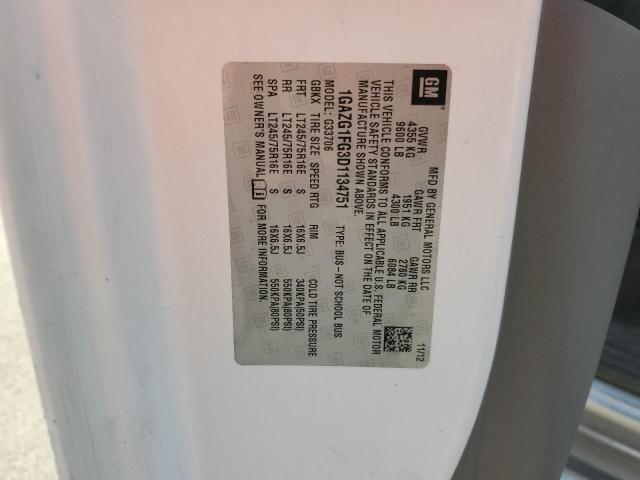 GM
MFD BY GENERAL MOTORS LLC 11/12
GVWR GAWR FRT GAWR RR
4355 KG 1951 KG 2760 KG
9600 LB 4300 LB 6084 LB
THIS VEHICLE CONFORMS TO ALL APPLICABLE U.S. FEDERAL MOTOR
VEHICLE SAFETY STANDARDS IN EFFECT ON THE DATE OF
MANUFACTURE SHOWN ABOVE.
1GAZG1FG3D1134751 TYPE: BUS – NOT SCHOOL BUS
MODEL: G33706
GBKX TIRE SIZE SPEED RTG RIM COLD TIRE PRESSURE
FRT LT245/75R16E S 16X6.5J 340KPA(50PSI)
RR LT245/75R16E S 16X6.5J 550KPA(80PSI)
SPA LT245/75R16E S 16X6.5J 550KPA(80PSI)
SEE OWNER'S MANUAL FOR MORE INFORMATION.